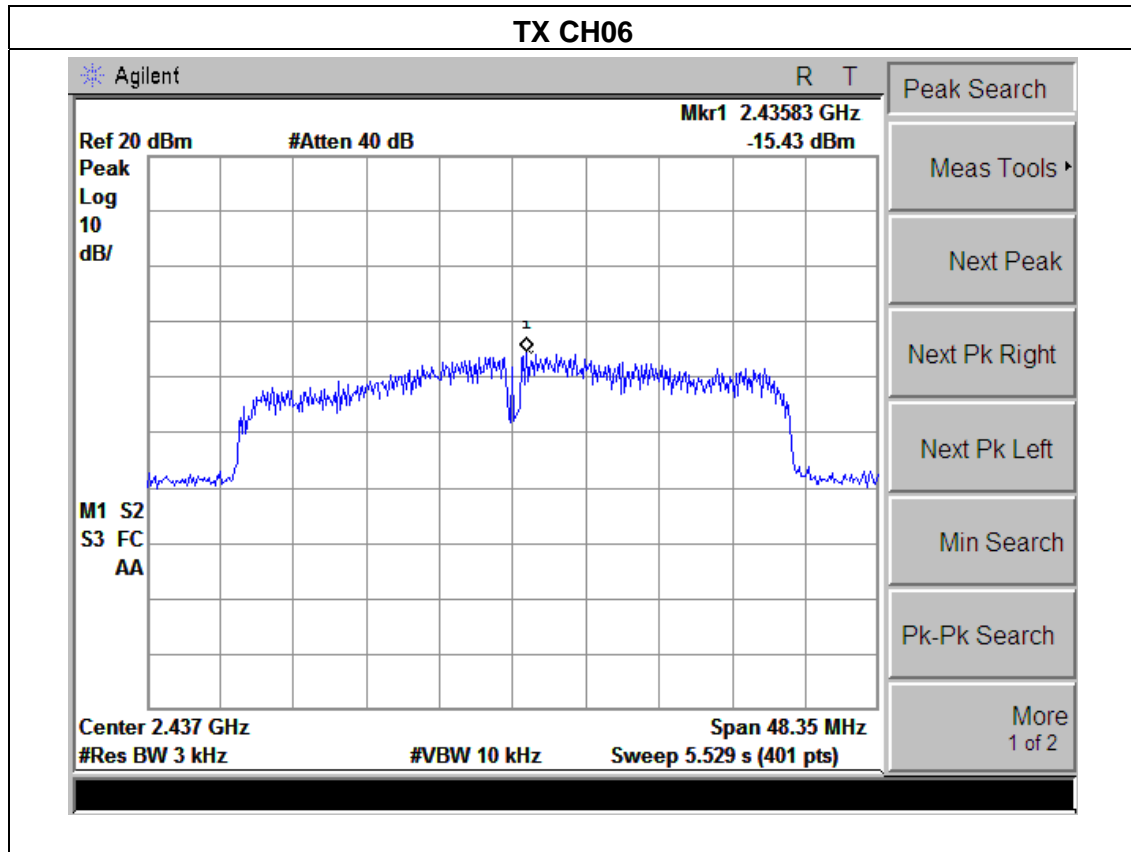 TX CH06
Agilent R T
Mkr1 2.43583 GHz
Ref 20 dBm #Atten 40 dB -15.43 dBm
Peak
Log
10
dB/
1
M1 S2
S3 FC
AA
Center 2.437 GHz Span 48.35 MHz
#Res BW 3 kHz #VBW 10 kHz Sweep 5.529 s (401 pts)
Peak Search
Meas Tools
Next Peak
Next Pk Right
Next Pk Left
Min Search
Pk-Pk Search
More
1 of 2